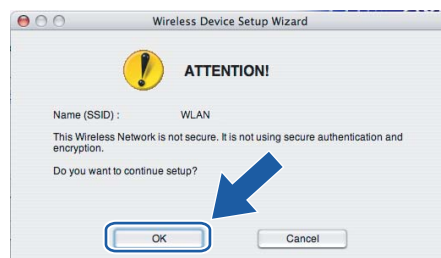 Wireless Device Setup Wizard
ATTENTION!
Name (SSID) : WLAN
This Wireless Network is not secure. It is not using secure authentication and
encryption.
Do you want to continue setup?
OK Cancel